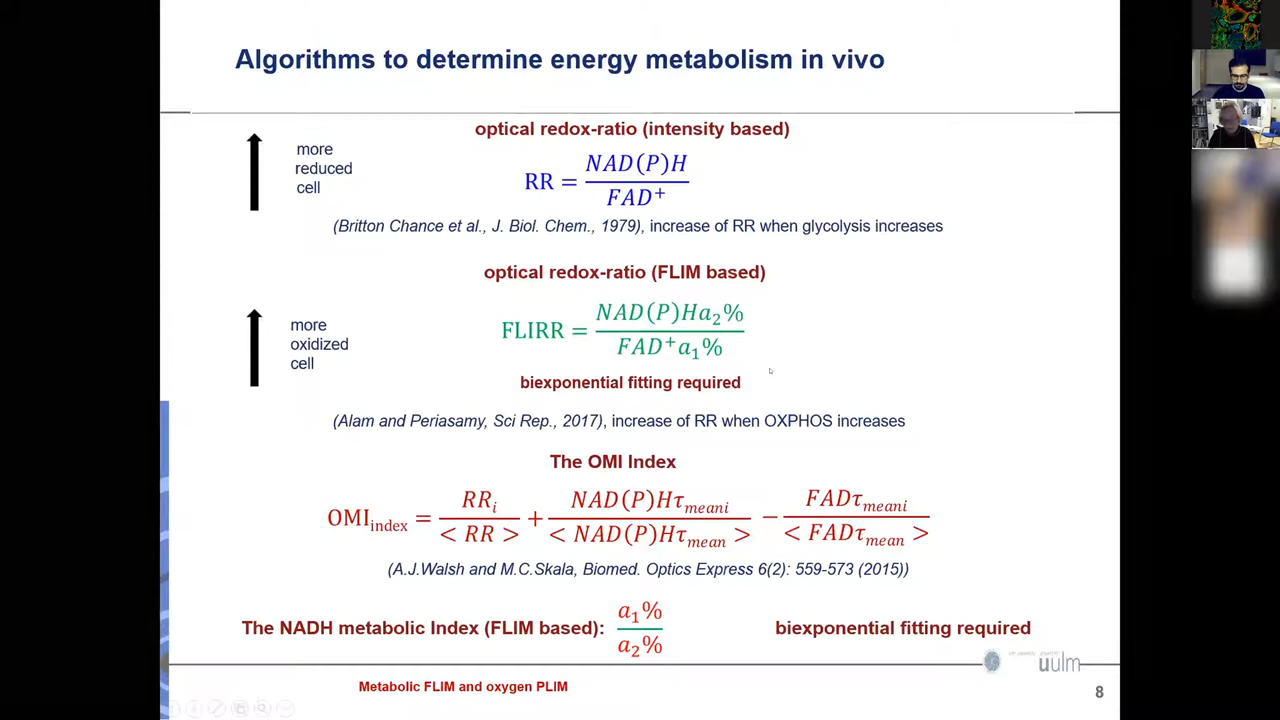 Algorithms to determine energy metabolism in vivo
optical redox-ratio (intensity based)
more
reduced
cell
RR = NAD(P)H / FAD⁺
(Britton Chance et al., J. Biol. Chem., 1979), increase of RR when glycolysis increases
optical redox-ratio (FLIM based)
more
oxidized
cell
FLIRR = NAD(P)Ha₂% / FAD⁺a₁%
biexponential fitting required
(Alam and Periasamy, Sci Rep., 2017), increase of RR when OXPHOS increases
The OMI Index
OMI_index = RR_i / < RR > + NAD(P)Hτ_meani / < NAD(P)Hτ_mean > − FADτ_meani / < FADτ_mean >
(A.J.Walsh and M.C.Skala, Biomed. Optics Express 6(2): 559-573 (2015))
The NADH metabolic Index (FLIM based): a₁% / a₂%
biexponential fitting required
uulm
Metabolic FLIM and oxygen PLIM
8